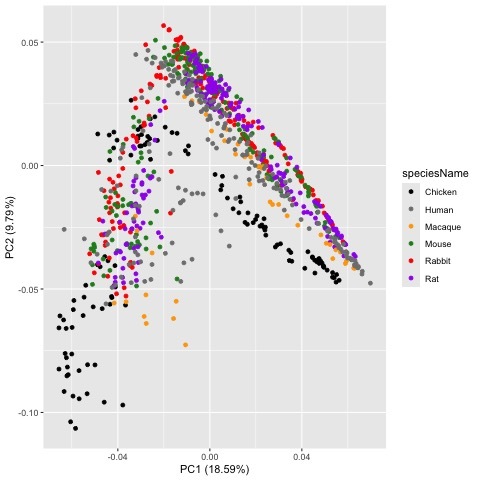 0.05
0.00
-0.05
-0.10
PC2 (9.79%)
-0.04
0.00
0.04
PC1 (18.59%)
speciesName
Chicken
Human
Macaque
Mouse
Rabbit
Rat